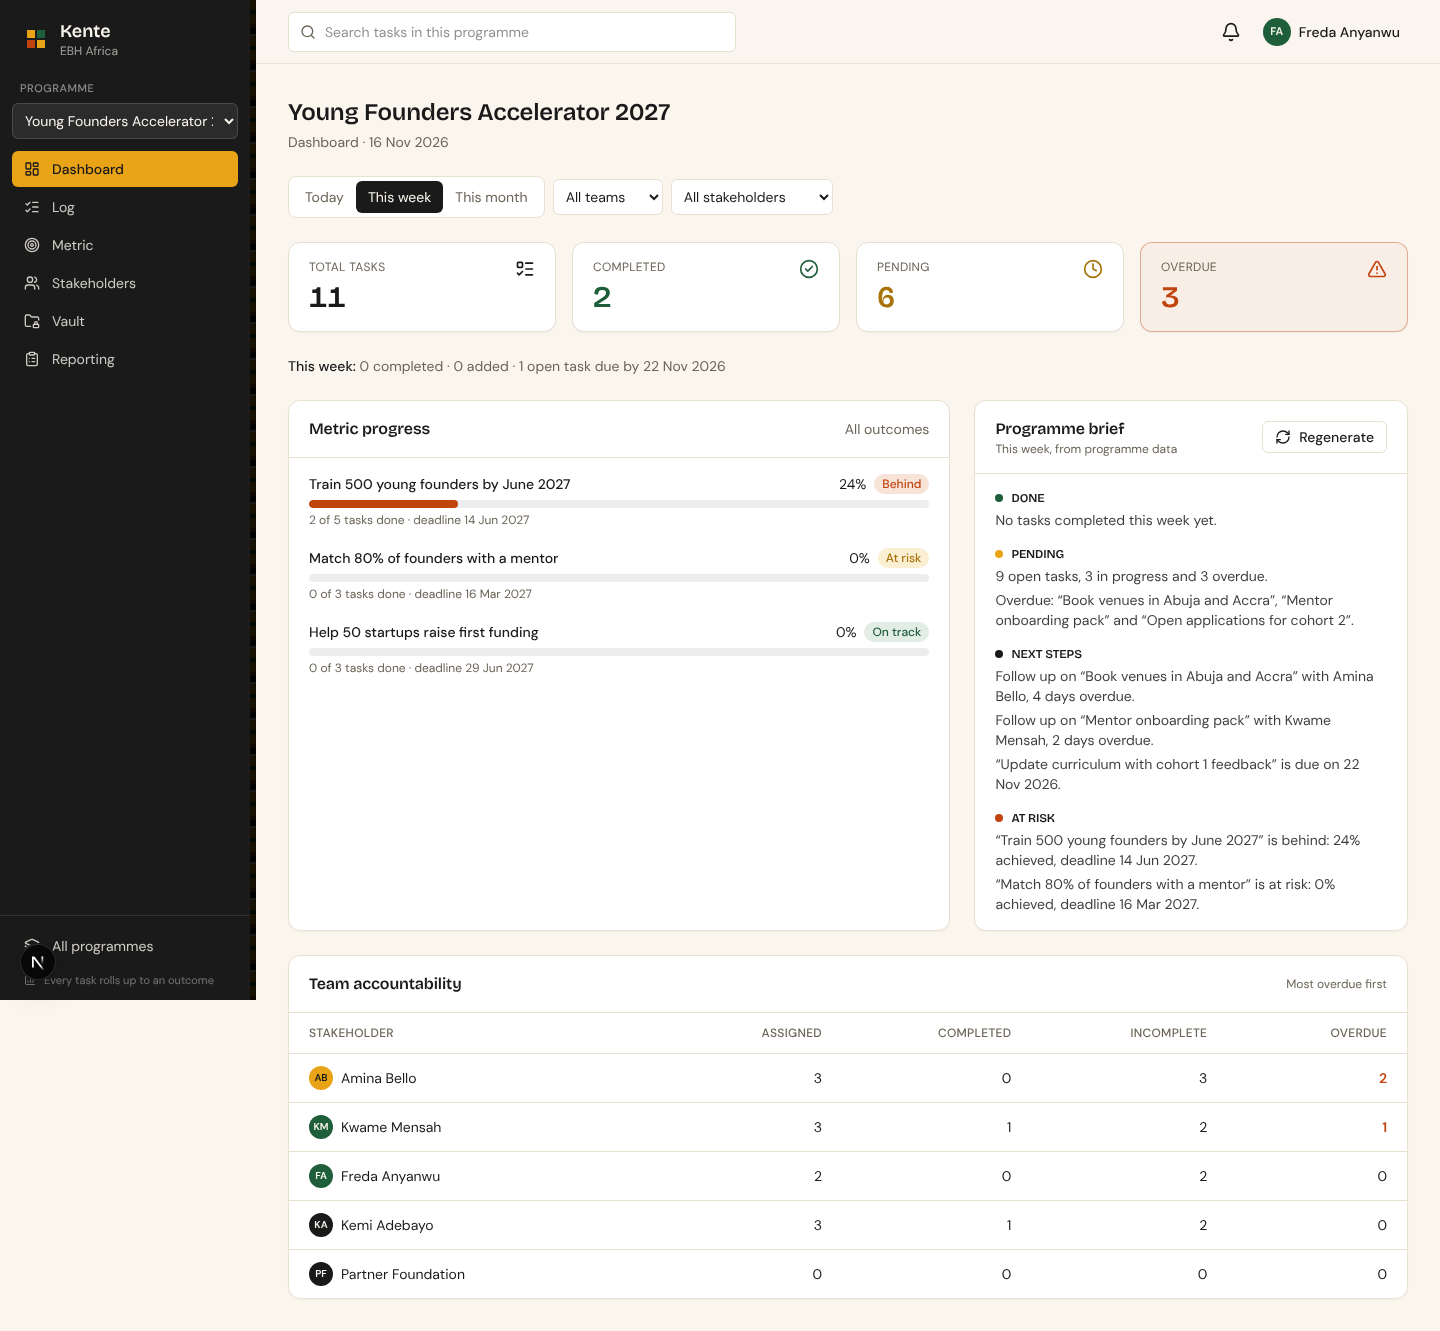 Kente
EBH Africa
PROGRAMME
Young Founders Accelerator :
Dashboard
Log
Metric
Stakeholders
Vault
Reporting
All programmes
N
Every task rolls up to an outcome
Search tasks in this programme
FA Freda Anyanwu
Young Founders Accelerator 2027
Dashboard · 16 Nov 2026
Today This week This month All teams All stakeholders
TOTAL TASKS
11
COMPLETED
2
PENDING
6
OVERDUE
3
This week: 0 completed · 0 added · 1 open task due by 22 Nov 2026
Metric progress All outcomes
Train 500 young founders by June 2027 24% Behind
2 of 5 tasks done · deadline 14 Jun 2027
Match 80% of founders with a mentor 0% At risk
0 of 3 tasks done · deadline 16 Mar 2027
Help 50 startups raise first funding 0% On track
0 of 3 tasks done · deadline 29 Jun 2027
Programme brief
This week, from programme data
Regenerate
DONE
No tasks completed this week yet.
PENDING
9 open tasks, 3 in progress and 3 overdue.
Overdue: “Book venues in Abuja and Accra”, “Mentor
onboarding pack” and “Open applications for cohort 2”.
NEXT STEPS
Follow up on “Book venues in Abuja and Accra” with Amina
Bello, 4 days overdue.
Follow up on “Mentor onboarding pack” with Kwame
Mensah, 2 days overdue.
“Update curriculum with cohort 1 feedback” is due on 22
Nov 2026.
AT RISK
“Train 500 young founders by June 2027” is behind: 24%
achieved, deadline 14 Jun 2027.
“Match 80% of founders with a mentor” is at risk: 0%
achieved, deadline 16 Mar 2027.
Team accountability Most overdue first
STAKEHOLDER ASSIGNED COMPLETED INCOMPLETE OVERDUE
AB Amina Bello 3 0 3 2
KM Kwame Mensah 3 1 2 1
FA Freda Anyanwu 2 0 2 0
KA Kemi Adebayo 3 1 2 0
PF Partner Foundation 0 0 0 0